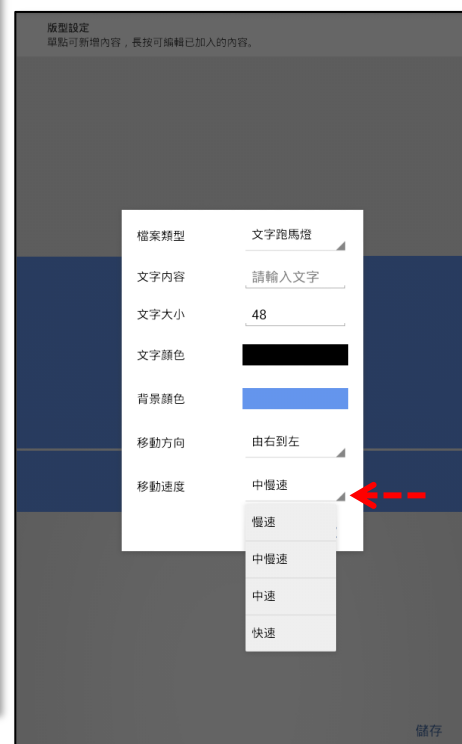 版型設定
單點可新增內容，長按可編輯已加入的內容。
檔案類型 文字跑馬燈
文字內容 請輸入文字
文字大小 48
文字顏色
背景顏色
移動方向 由右到左
移動速度 中慢速
慢速
中慢速
中速
快速
儲存